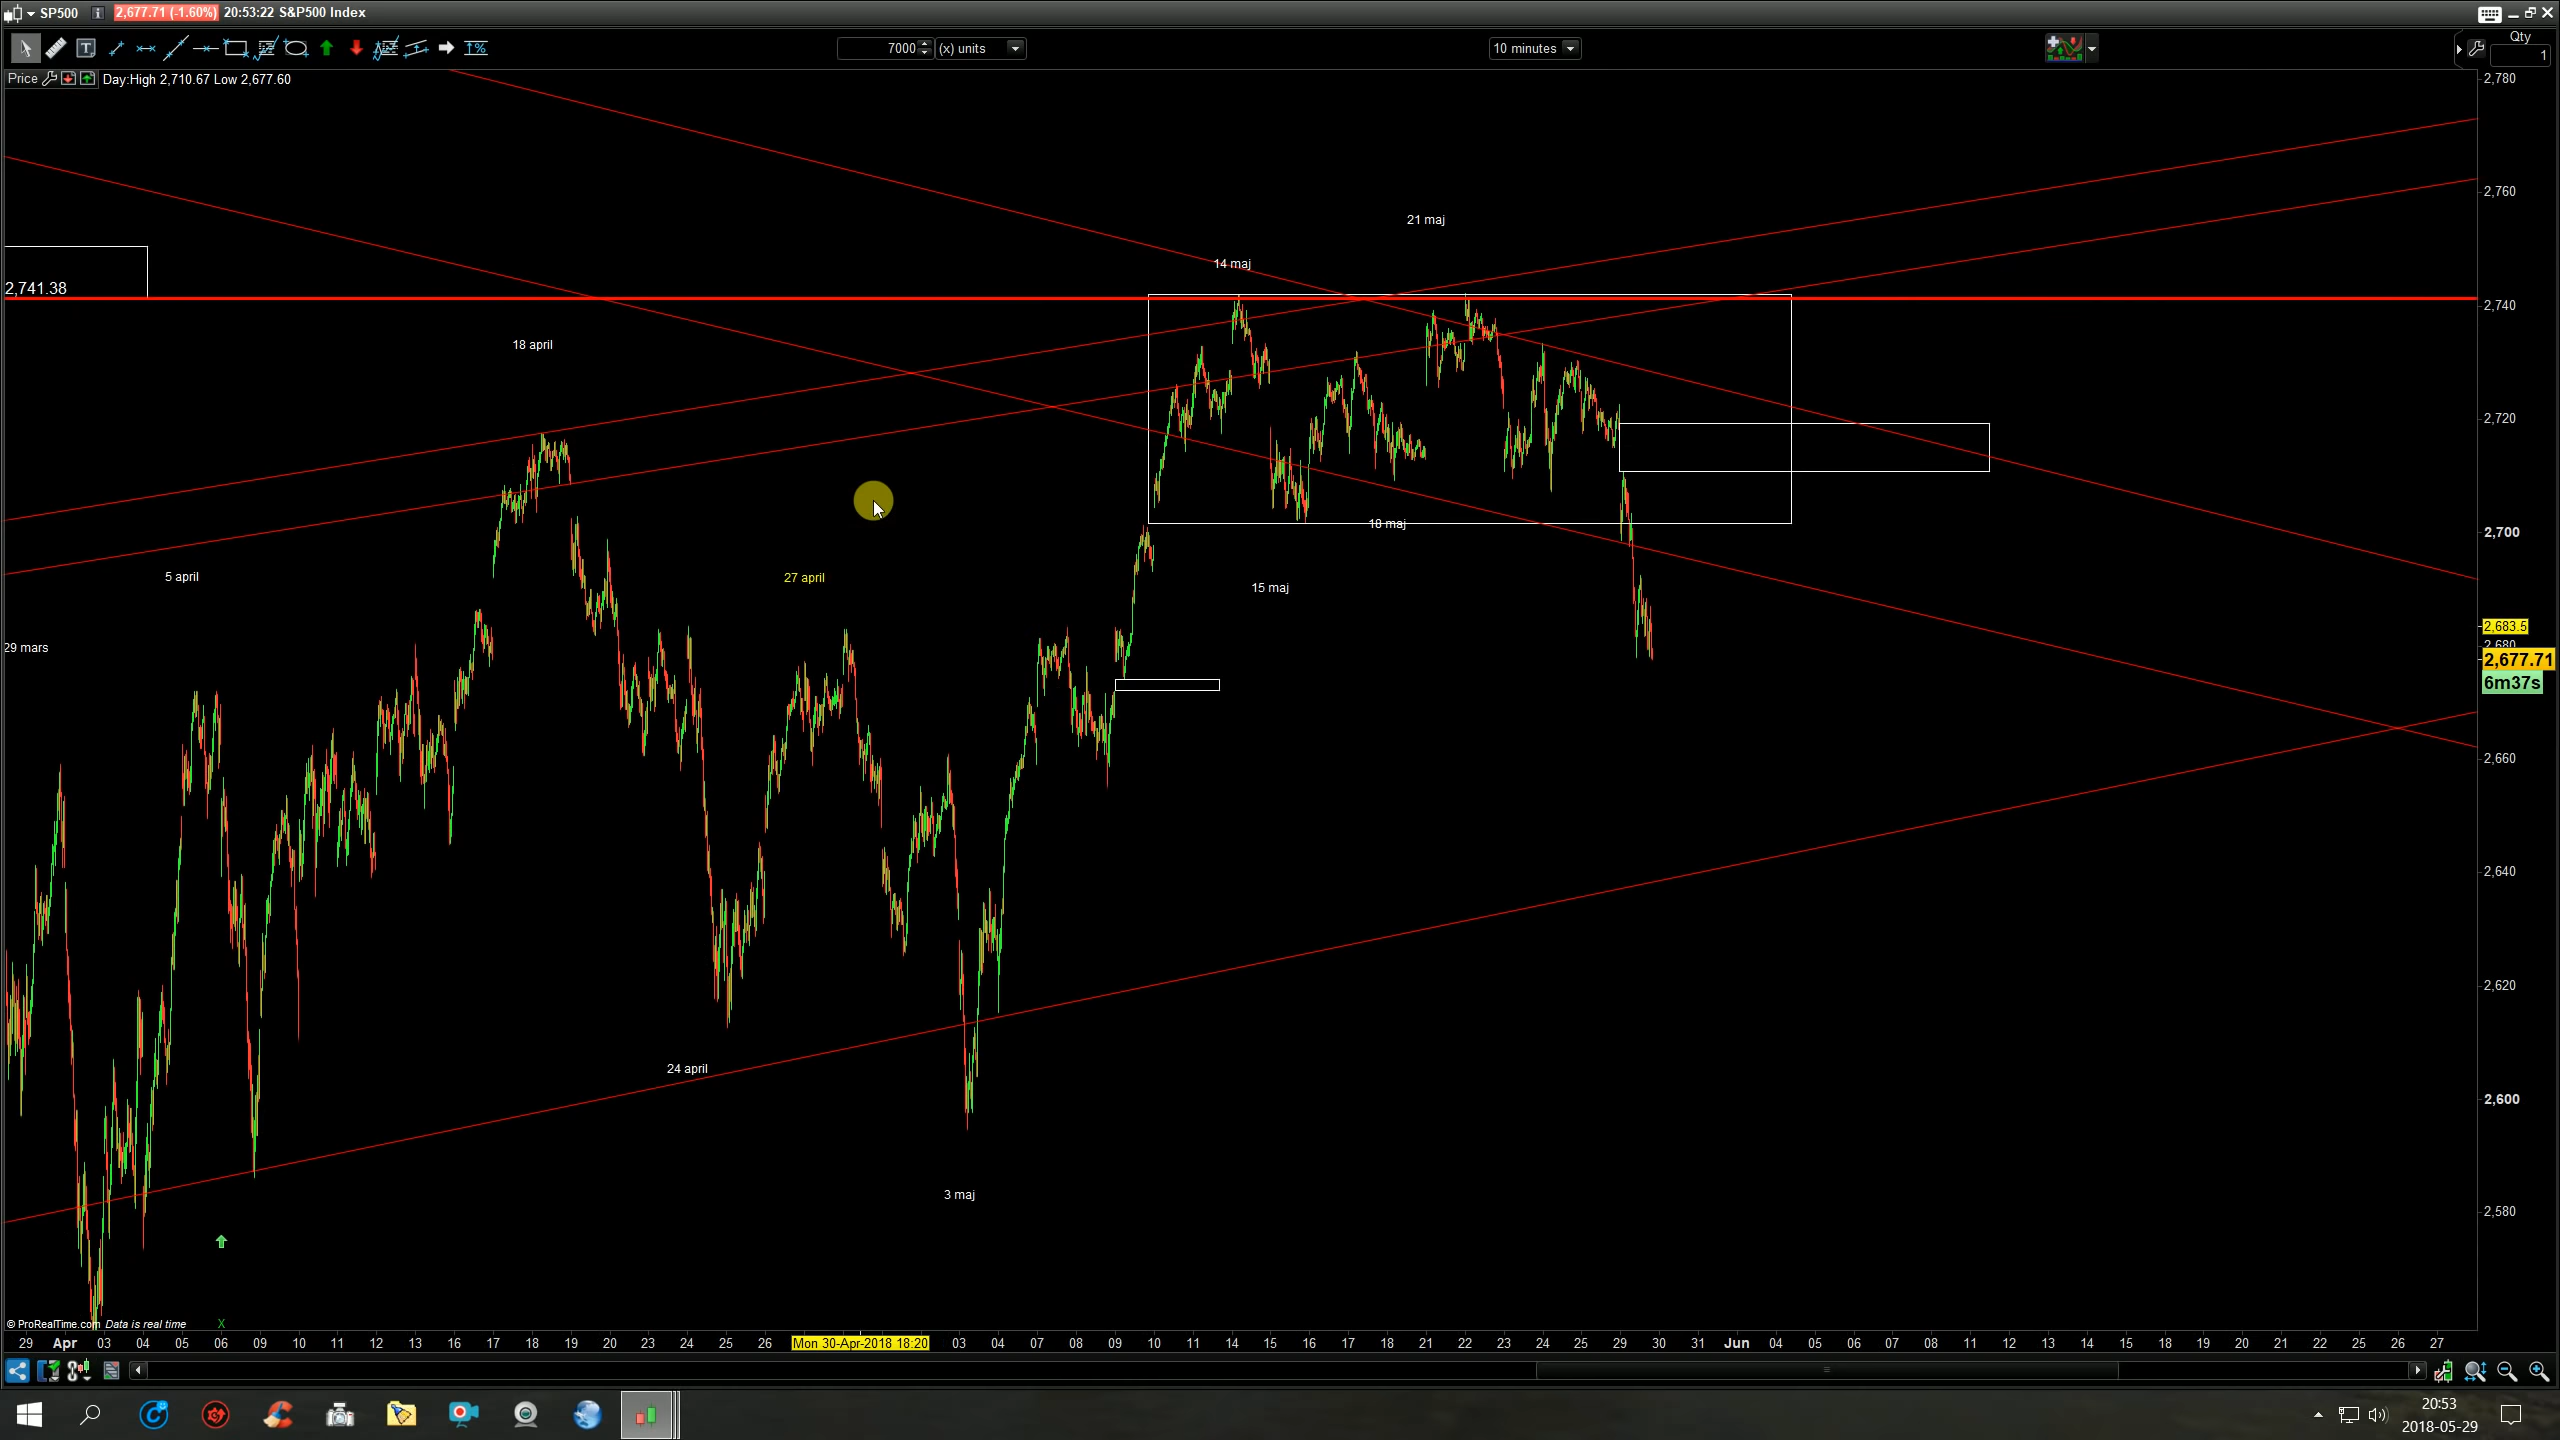 SP500 i 2,677.71 (-1.60%) 20:53:22 S&P500 Index
7000 (x) units 10 minutes Qty
1
Price Day:High 2,710.67 Low 2,677.60
2,780
2,760
21 maj
14 maj
2,741.38
2,740
18 april
2,720
18 maj
2,700
5 april
27 april
15 maj
2,683.5
29 mars
2,680
2,677.71
6m37s
2,660
2,640
2,620
24 april
2,600
3 maj
2,580
© ProRealTime.com Data is real time X
29 Apr 03 04 05 06 09 10 11 12 13 16 17 18 19 20 23 24 25 26 Mon 30-Apr-2018 18:20 03 04 07 08 09 10 11 14 15 16 17 18 21 22 23 24 25 29 30 31 Jun 04 05 06 07 08 11 12 13 14 15 18 19 20 21 22 25 26 27
20:53
2018-05-29